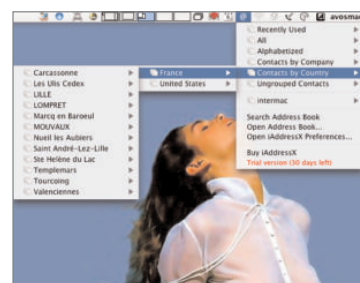 avosmac
Recently Used
All
Alphabetized
Contacts by Company
Contacts by Country
Ungrouped Contacts
intermac
Search Address Book
Open Address Book...
Open iAddressX Preferences...
Buy iAddressX
Trial version (30 days left)
France
United States
Carcassonne
Les Ulis Cedex
LILLE
LOMPRET
Marcq en Baroeul
MOUVAUX
Nueil les Aubiers
Saint André-Lez-Lille
Ste Helène du Lac
Templemars
Tourcoing
Valenciennes